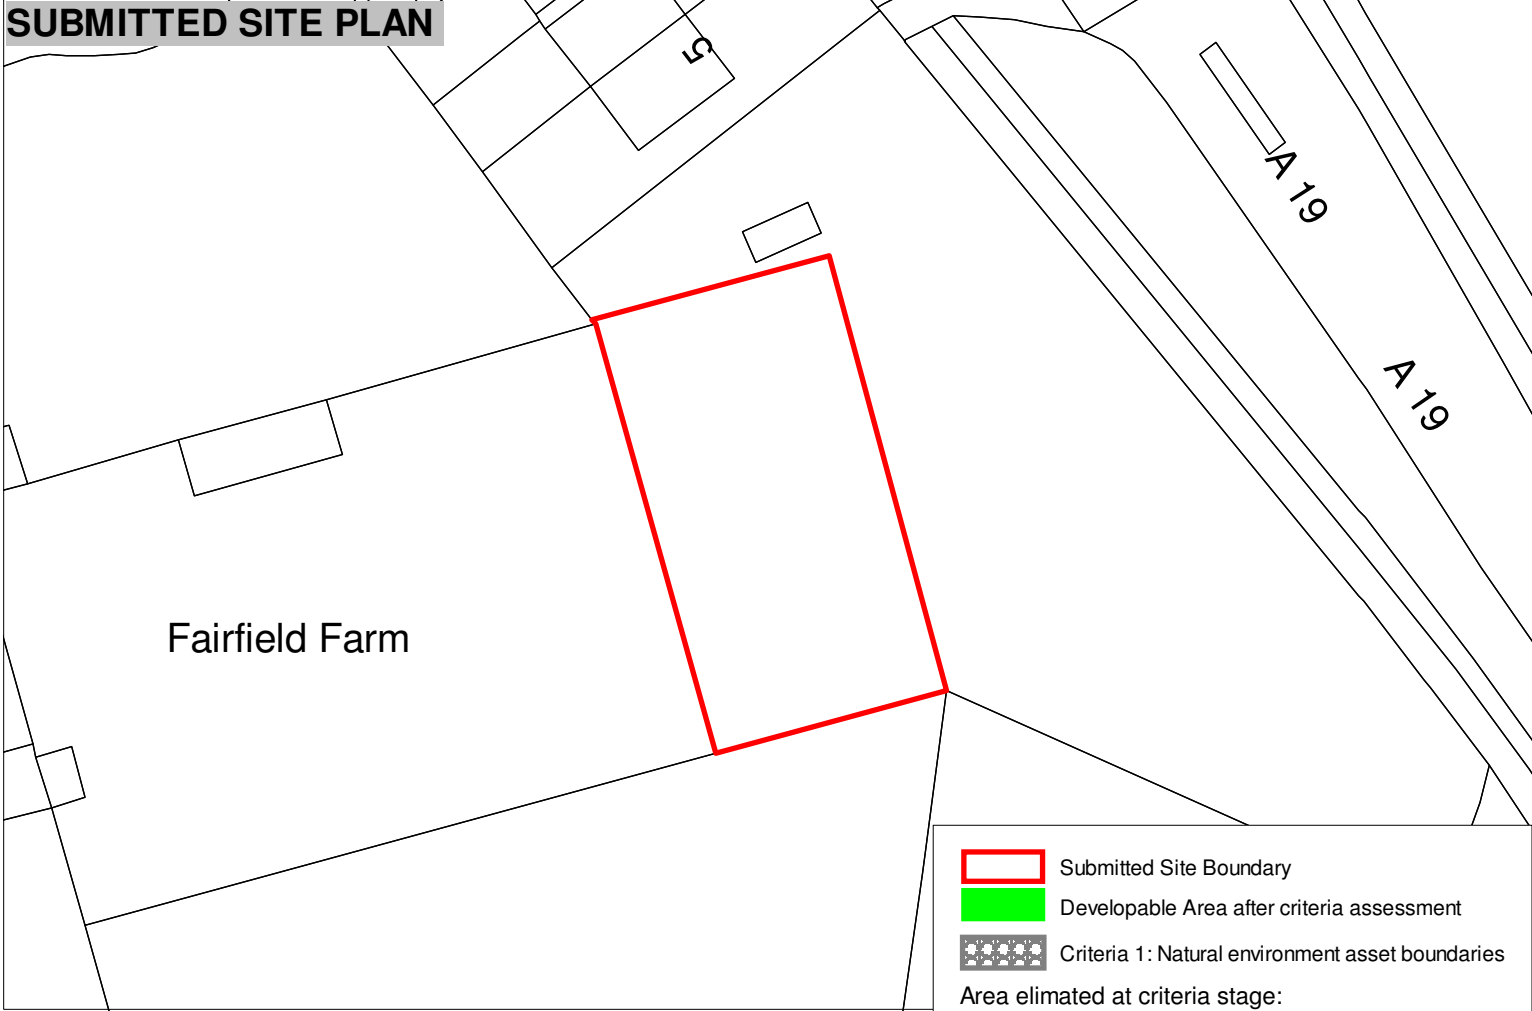 SUBMITTED SITE PLAN
5
A 19
A 19
Fairfield Farm
Submitted Site Boundary
Developable Area after criteria assessment
Criteria 1: Natural environment asset boundaries
Area elimated at criteria stage: